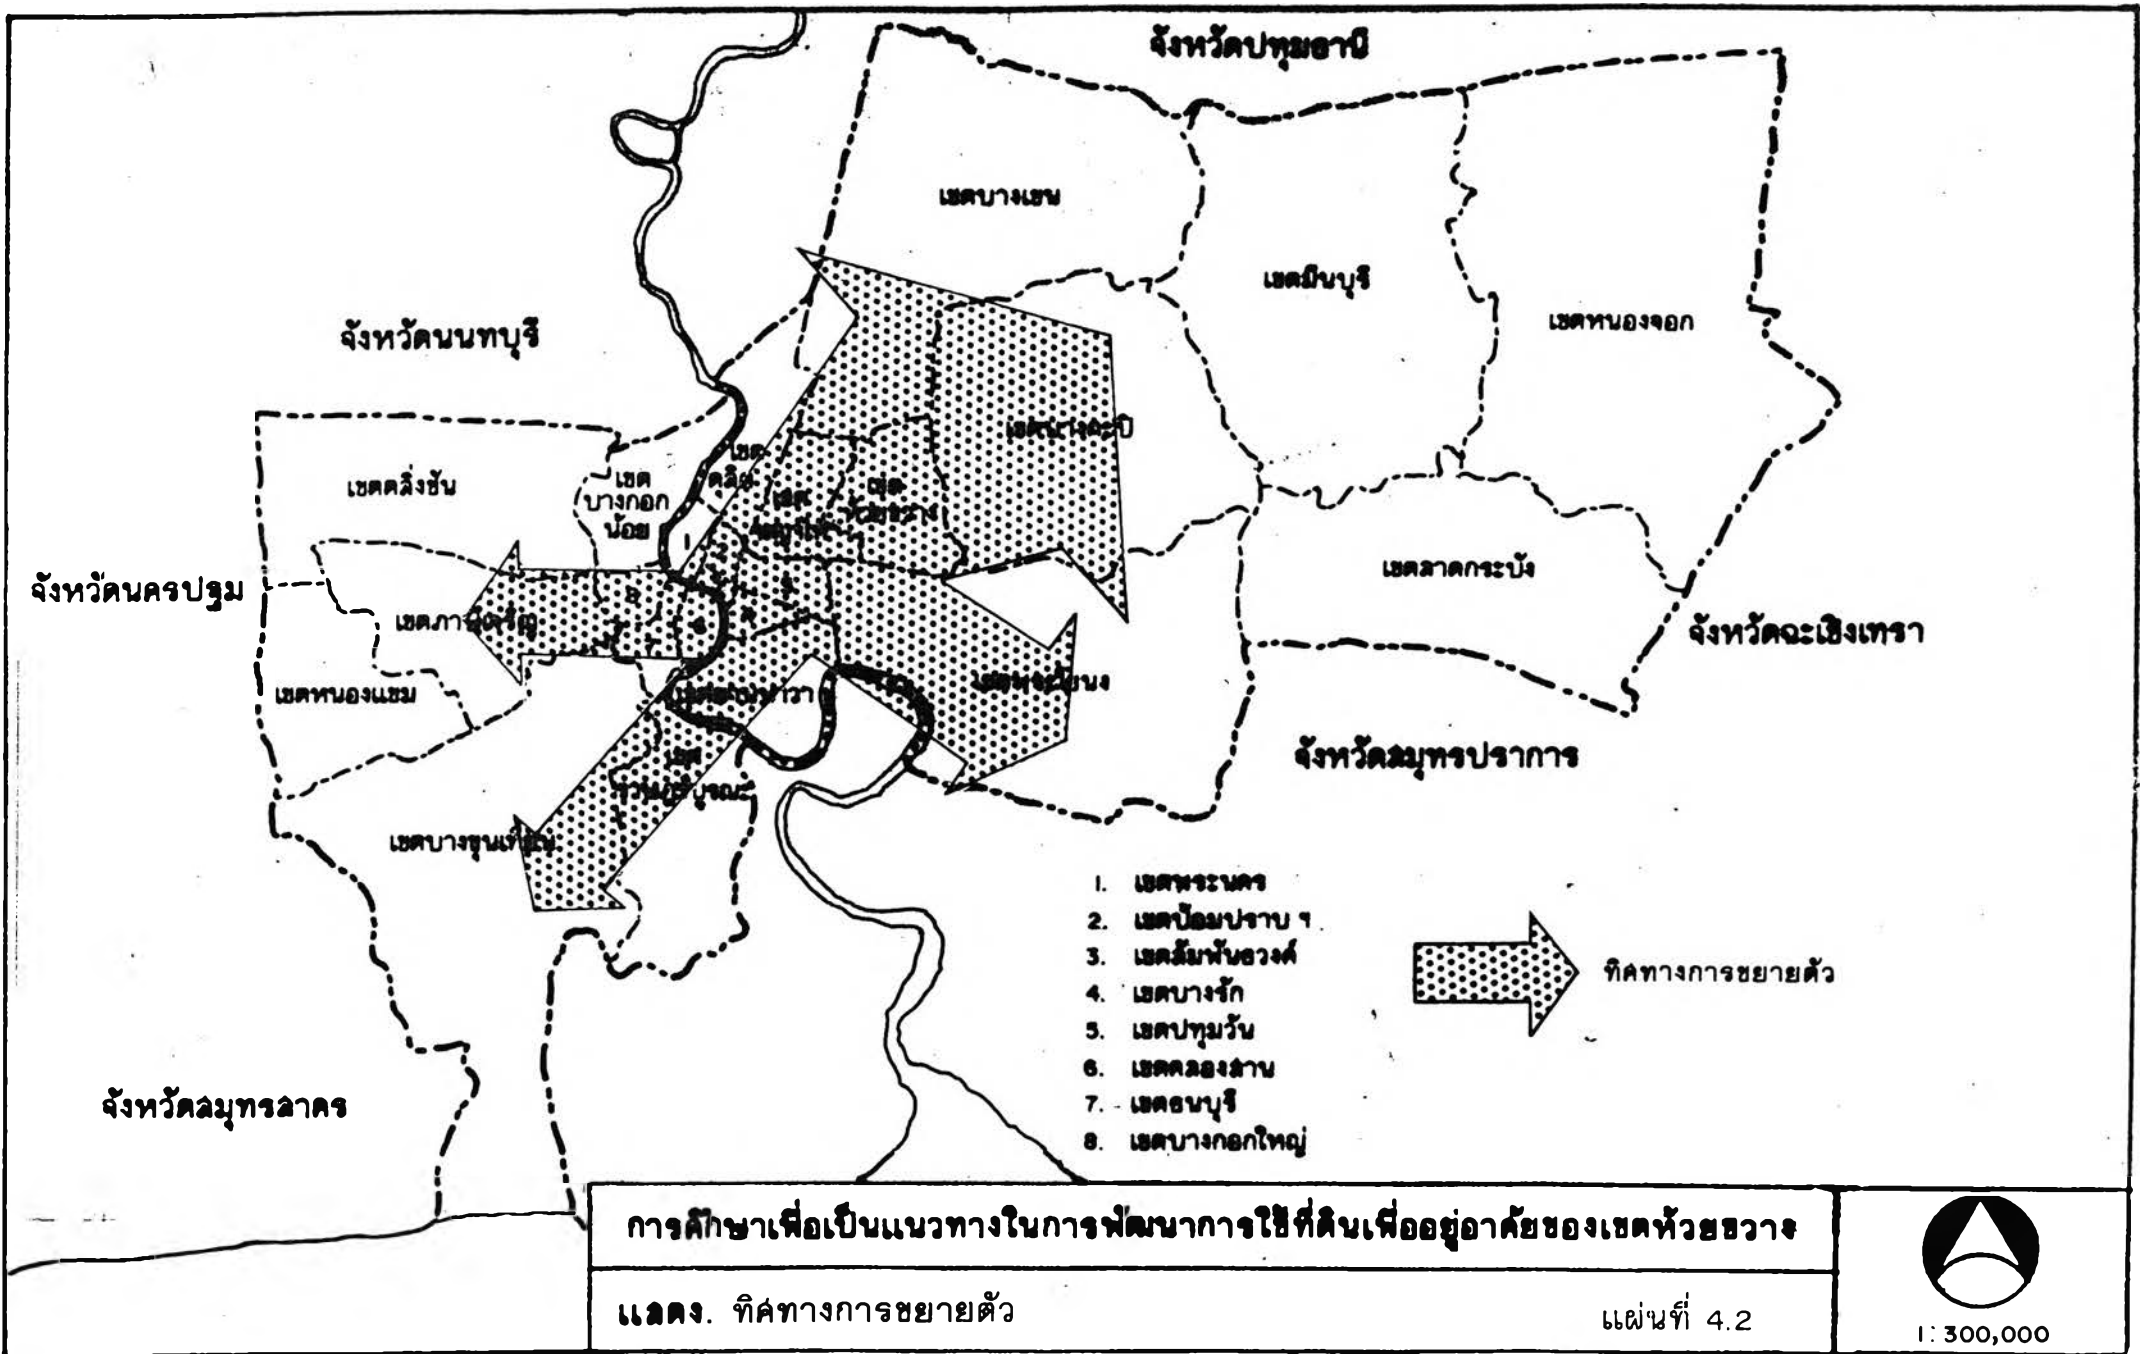 จังหวัดปทุมธานี
เขตบางเขน
เขตมีนบุรี
เขตหนองจอก
จังหวัดนนทบุรี
เขตบางกะปิ
เขตตลิ่งชัน
เขต
บางกอก
น้อย
เขต
ดุสิต
เขต
พญาไท
เขต
ห้วยขวาง
1
2
เขตลาดกระบัง
จังหวัดนครปฐม
8
5
เขตภาษีเจริญ
7
6
4
จังหวัดฉะเชิงเทรา
เขตหนองแขม
เขตยานนาวา
เขตพระโขนง
จังหวัดสมุทรปราการ
เขต
ราษฎร์บูรณะ
เขตบางขุนเทียน
1. เขตพระนคร
2. เขตป้อมปราบ ฯ
3. เขตสัมพันธวงศ์
4. เขตบางรัก
5. เขตปทุมวัน
6. เขตคลองสาน
7. เขตธนบุรี
8. เขตบางกอกใหญ่
ทิศทางการขยายตัว
จังหวัดสมุทรสาคร
การศึกษาเพื่อเป็นแนวทางในการพัฒนาการใช้ที่ดินเพื่ออยู่อาศัยของเขตห้วยขวาง
แสดง. ทิศทางการขยายตัว
แผ่นที่ 4.2
1:300,000